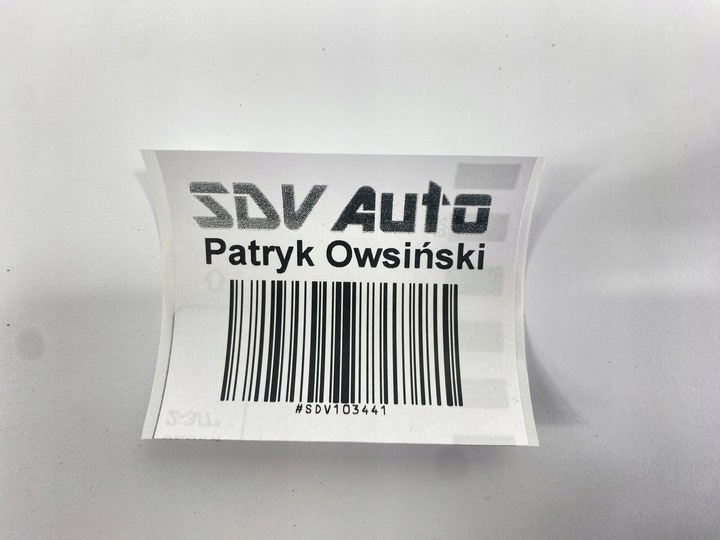 SDV Auto
Patryk Owsiński
#SDV103441